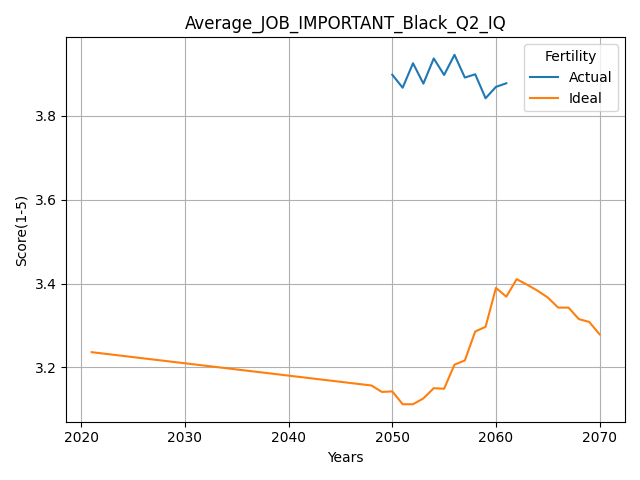 Average_JOB_IMPORTANT_Black_Q2_IQ
Fertility
Actual
Ideal
Score(1-5)
3.8
3.6
3.4
3.2
2020 2030 2040 2050 2060 2070
Years